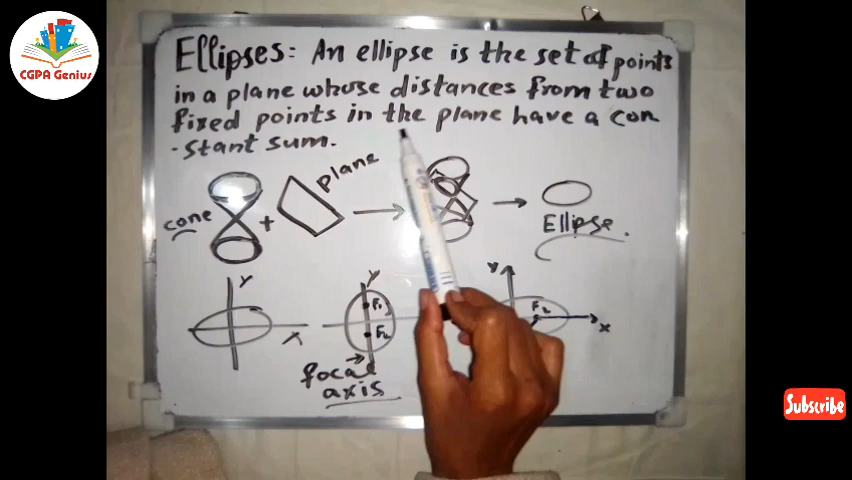 CGPA Genius
Ellipses: An ellipse is the set of points
in a plane whose distances from two
fixed points in the plane have a con
-stant sum.
cone
+
plane
Ellipse.
Y
X
Y
F1
F2
focal
axis
Y
F2
X
Subscribe